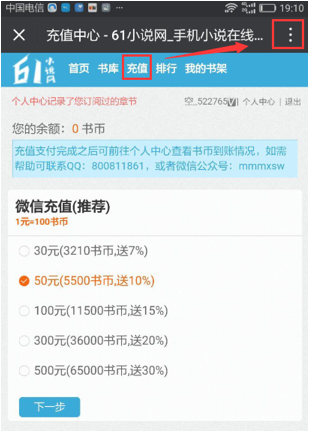 中国电信 19:10
充值中心 - 61小说网_手机小说在线...
61小说网 首页 书库 充值 排行 我的书架
个人中心记录了您订阅过的章节 空_522765 | 个人中心 | 退出
您的余额：0 书币
充值支付完成之后可前往个人中心查看书币到账情况，如需
帮助可联系QQ：800811861，或者微信公众号：mmmxsw
微信充值(推荐)
1元=100书币
30元(3210书币,送7%)
50元(5500书币,送10%)
100元(11500书币,送15%)
300元(36000书币,送20%)
500元(65000书币,送30%)
下一步